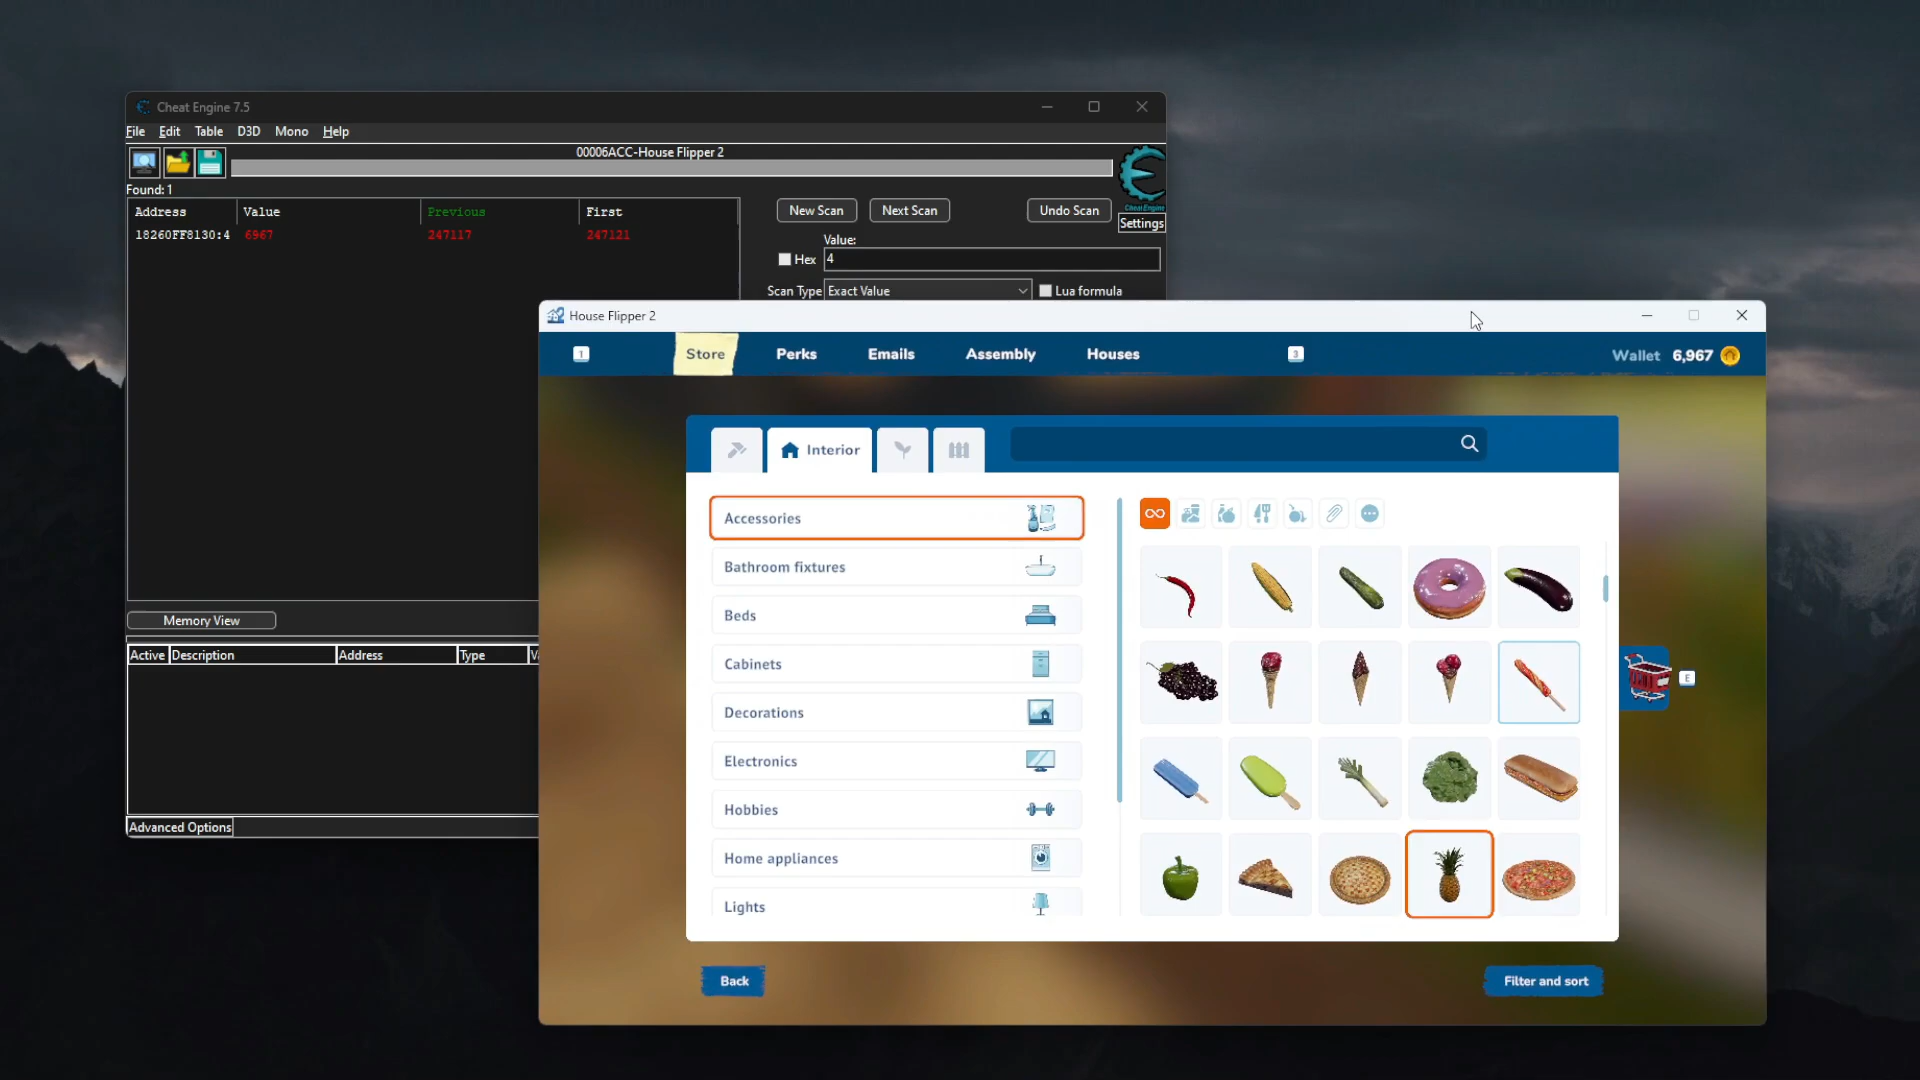 Cheat Engine 7.5
File Edit Table D3D Mono Help
00006ACC-House Flipper 2
Found: 1
Address Value Previous First
18260FF8130:4 6967 247117 247121
New Scan Next Scan Undo Scan
Cheat Engine
Settings
Value:
Hex 4
Scan Type Exact Value Lua formula
Memory View
Active Description Address Type
Advanced Options
House Flipper 2
1 Store Perks Emails Assembly Houses 3 Wallet 6,967
Interior
Accessories
Bathroom fixtures
Beds
Cabinets
Decorations
Electronics
Hobbies
Home appliances
Lights
E
Back Filter and sort